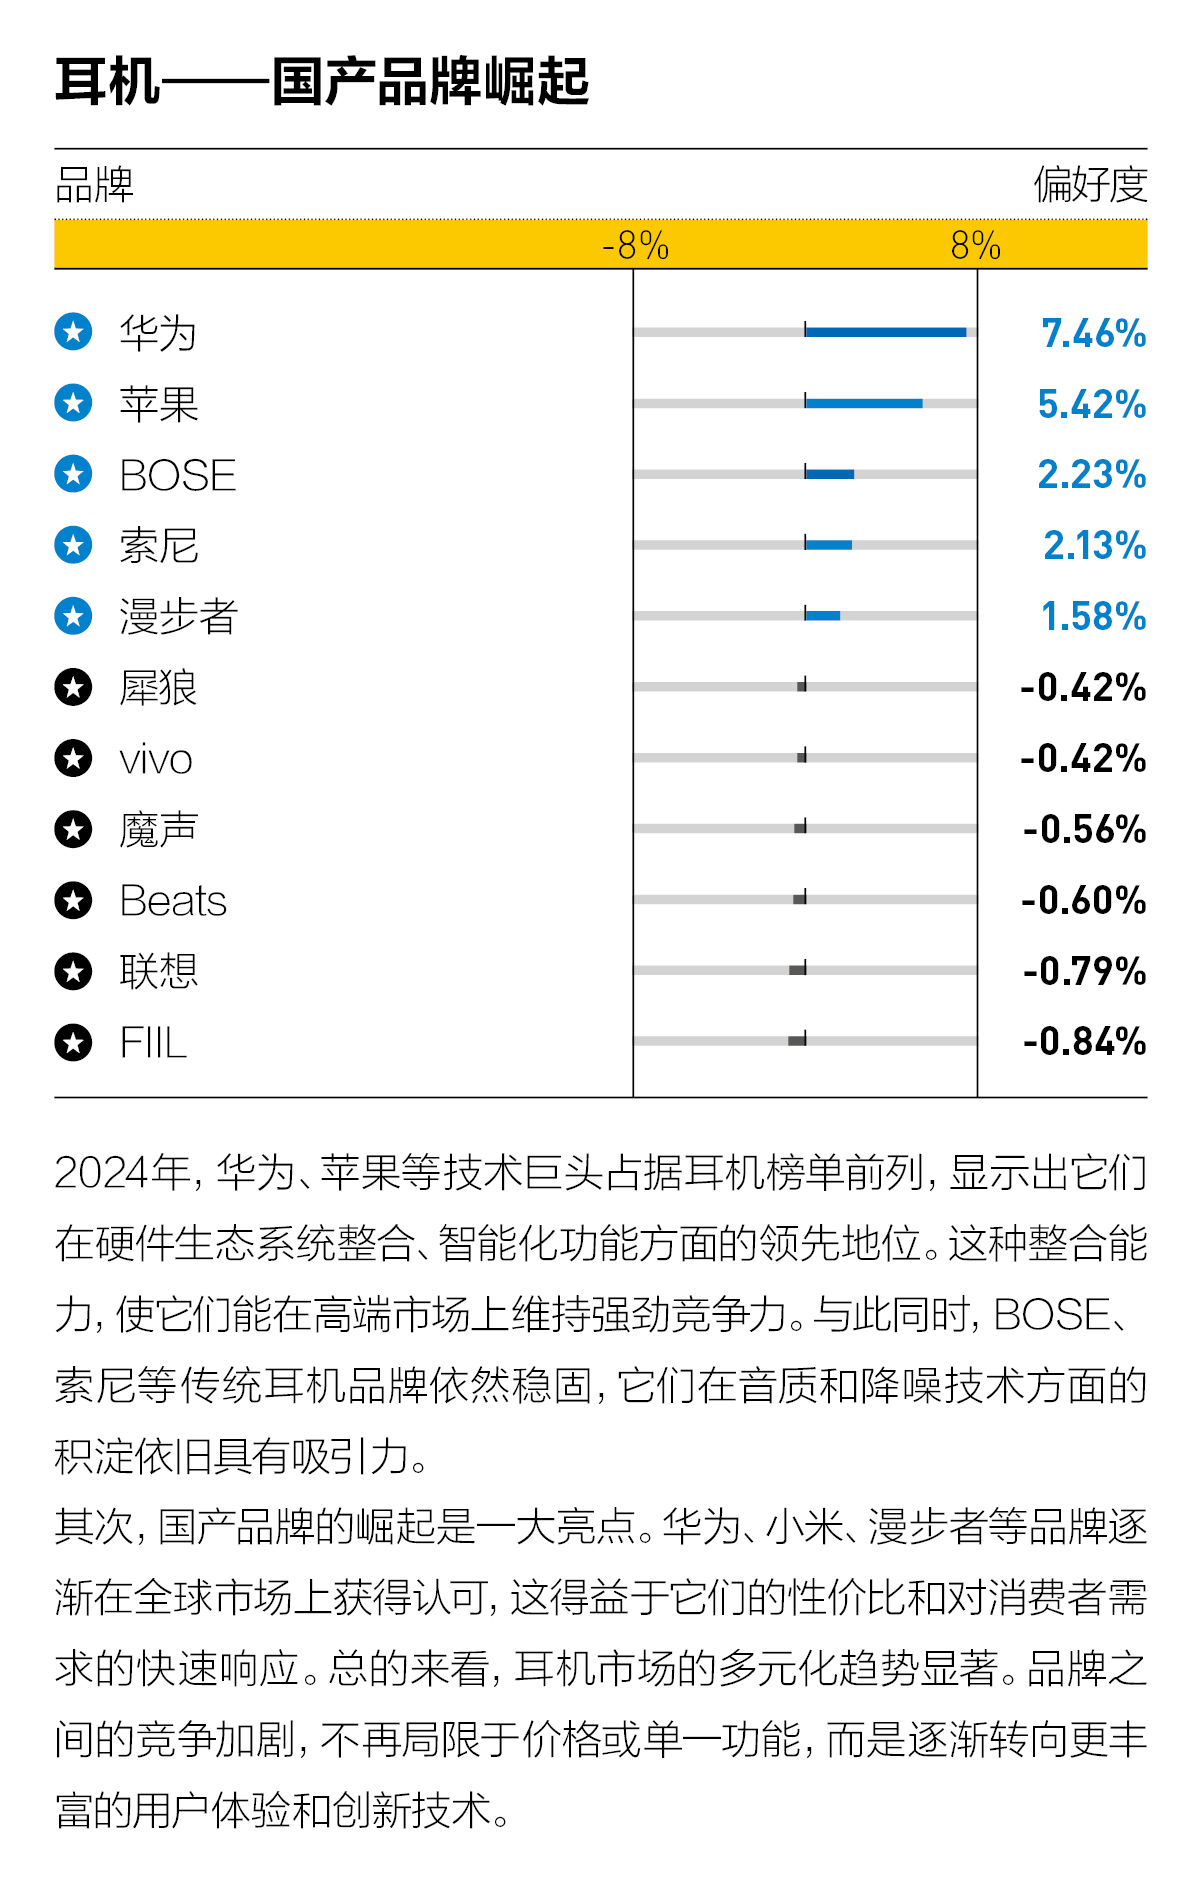 耳机——国产品牌崛起
品牌 偏好度
-8% 8%
华为 7.46%
苹果 5.42%
BOSE 2.23%
索尼 2.13%
漫步者 1.58%
犀狼 -0.42%
vivo -0.42%
魔声 -0.56%
Beats -0.60%
联想 -0.79%
FIIL -0.84%
2024年，华为、苹果等技术巨头占据耳机榜单前列，显示出它们
在硬件生态系统整合、智能化功能方面的领先地位。这种整合能
力，使它们能在高端市场上维持强劲竞争力。与此同时，BOSE、
索尼等传统耳机品牌依然稳固，它们在音质和降噪技术方面的
积淀依旧具有吸引力。
其次，国产品牌的崛起是一大亮点。华为、小米、漫步者等品牌逐
渐在全球市场上获得认可，这得益于它们的性价比和对消费者需
求的快速响应。总的来看，耳机市场的多元化趋势显著。品牌之
间的竞争加剧，不再局限于价格或单一功能，而是逐渐转向更丰
富的用户体验和创新技术。